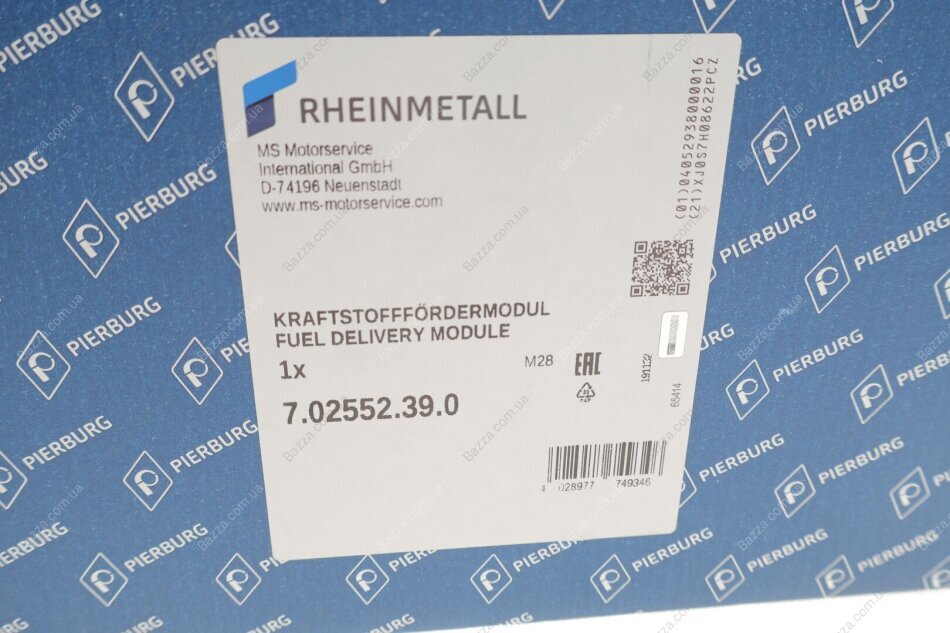 RHEINMETALL
MS Motorservice
International GmbH
D-74196 Neuenstadt
www.ms-motorservice.com
(01)04052938000016
(21)XJ0S7H08622PCZ
KRAFTSTOFFFÖRDERMODUL
FUEL DELIVERY MODULE
1x
M28
EAC
191132
65414
7.02552.39.0
4 028977 749346
PIERBURG
Bazza.com.ua